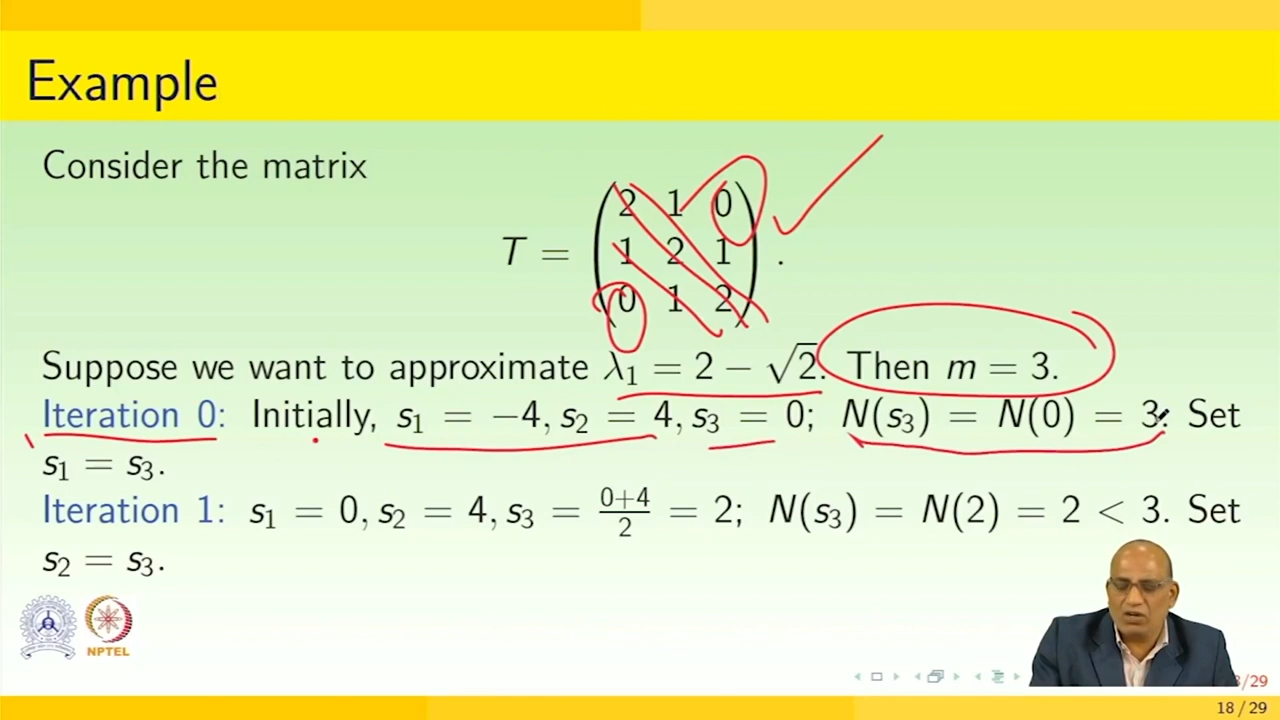 Example
Consider the matrix
T = ( 2 1 0
1 2 1
0 1 2 ) .
Suppose we want to approximate λ₁ = 2 − √2. Then m = 3.
Iteration 0: Initially, s₁ = −4, s₂ = 4, s₃ = 0; N(s₃) = N(0) = 3. Set
s₁ = s₃.
Iteration 1: s₁ = 0, s₂ = 4, s₃ = (0+4)/2 = 2; N(s₃) = N(2) = 2 < 3. Set
s₂ = s₃.
NPTEL
/29
18 / 29